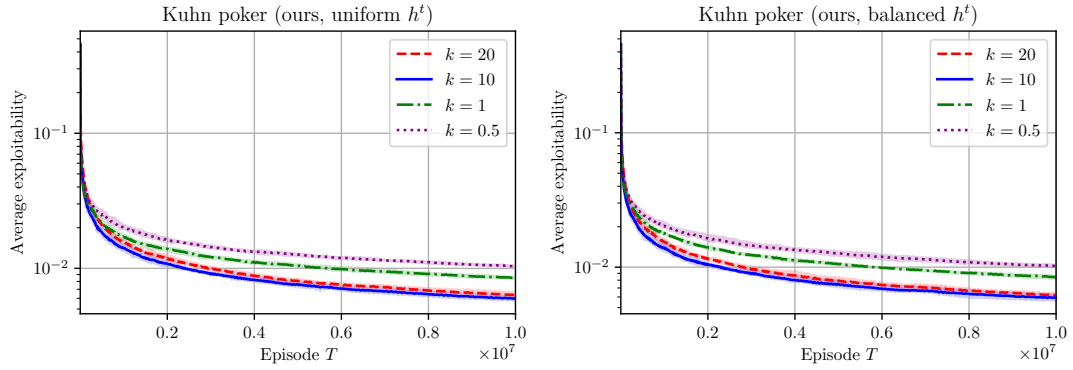 Kuhn poker (ours, uniform h^t)
Average exploitability
10^{-1}
10^{-2}
k = 20
k = 10
k = 1
k = 0.5
0.2 0.4 0.6 0.8 1.0
Episode T
×10^7
Kuhn poker (ours, balanced h^t)
Average exploitability
10^{-1}
10^{-2}
k = 20
k = 10
k = 1
k = 0.5
0.2 0.4 0.6 0.8 1.0
Episode T
×10^7